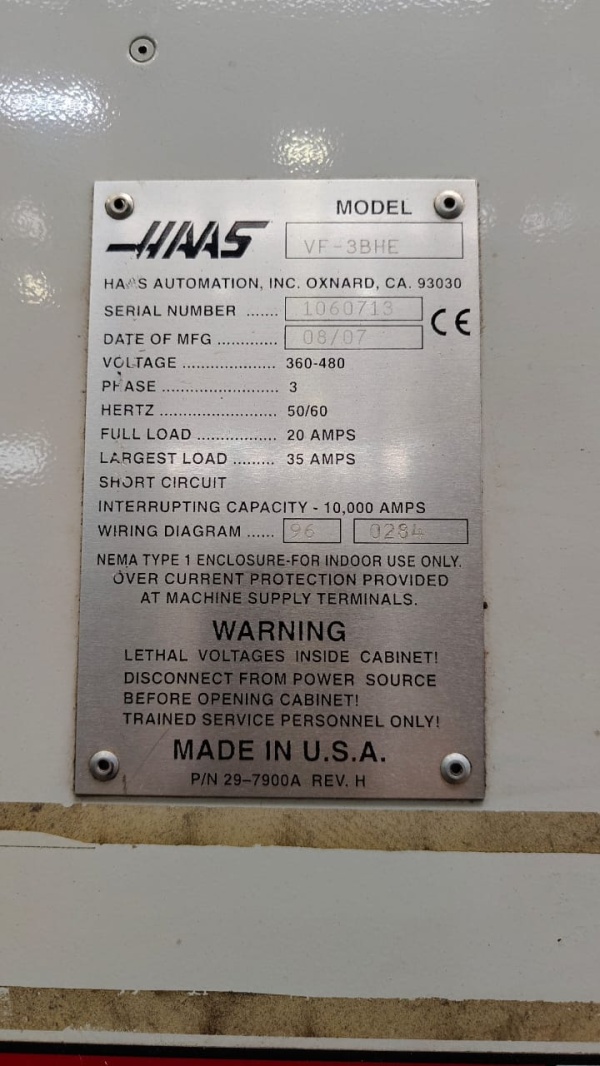 MODEL
HAAS VF-3BHE
HAAS AUTOMATION, INC. OXNARD, CA. 93030
SERIAL NUMBER ...... 1060713
CE
DATE OF MFG ............. 08/07
VOLTAGE .................... 360-480
PHASE ......................... 3
HERTZ ......................... 50/60
FULL LOAD ................. 20 AMPS
LARGEST LOAD ......... 35 AMPS
SHORT CIRCUIT
INTERRUPTING CAPACITY - 10,000 AMPS
WIRING DIAGRAM ...... 96 0284
NEMA TYPE 1 ENCLOSURE-FOR INDOOR USE ONLY.
OVER CURRENT PROTECTION PROVIDED
AT MACHINE SUPPLY TERMINALS.
WARNING
LETHAL VOLTAGES INSIDE CABINET!
DISCONNECT FROM POWER SOURCE
BEFORE OPENING CABINET!
TRAINED SERVICE PERSONNEL ONLY!
MADE IN U.S.A.
P/N 29-7900A REV. H